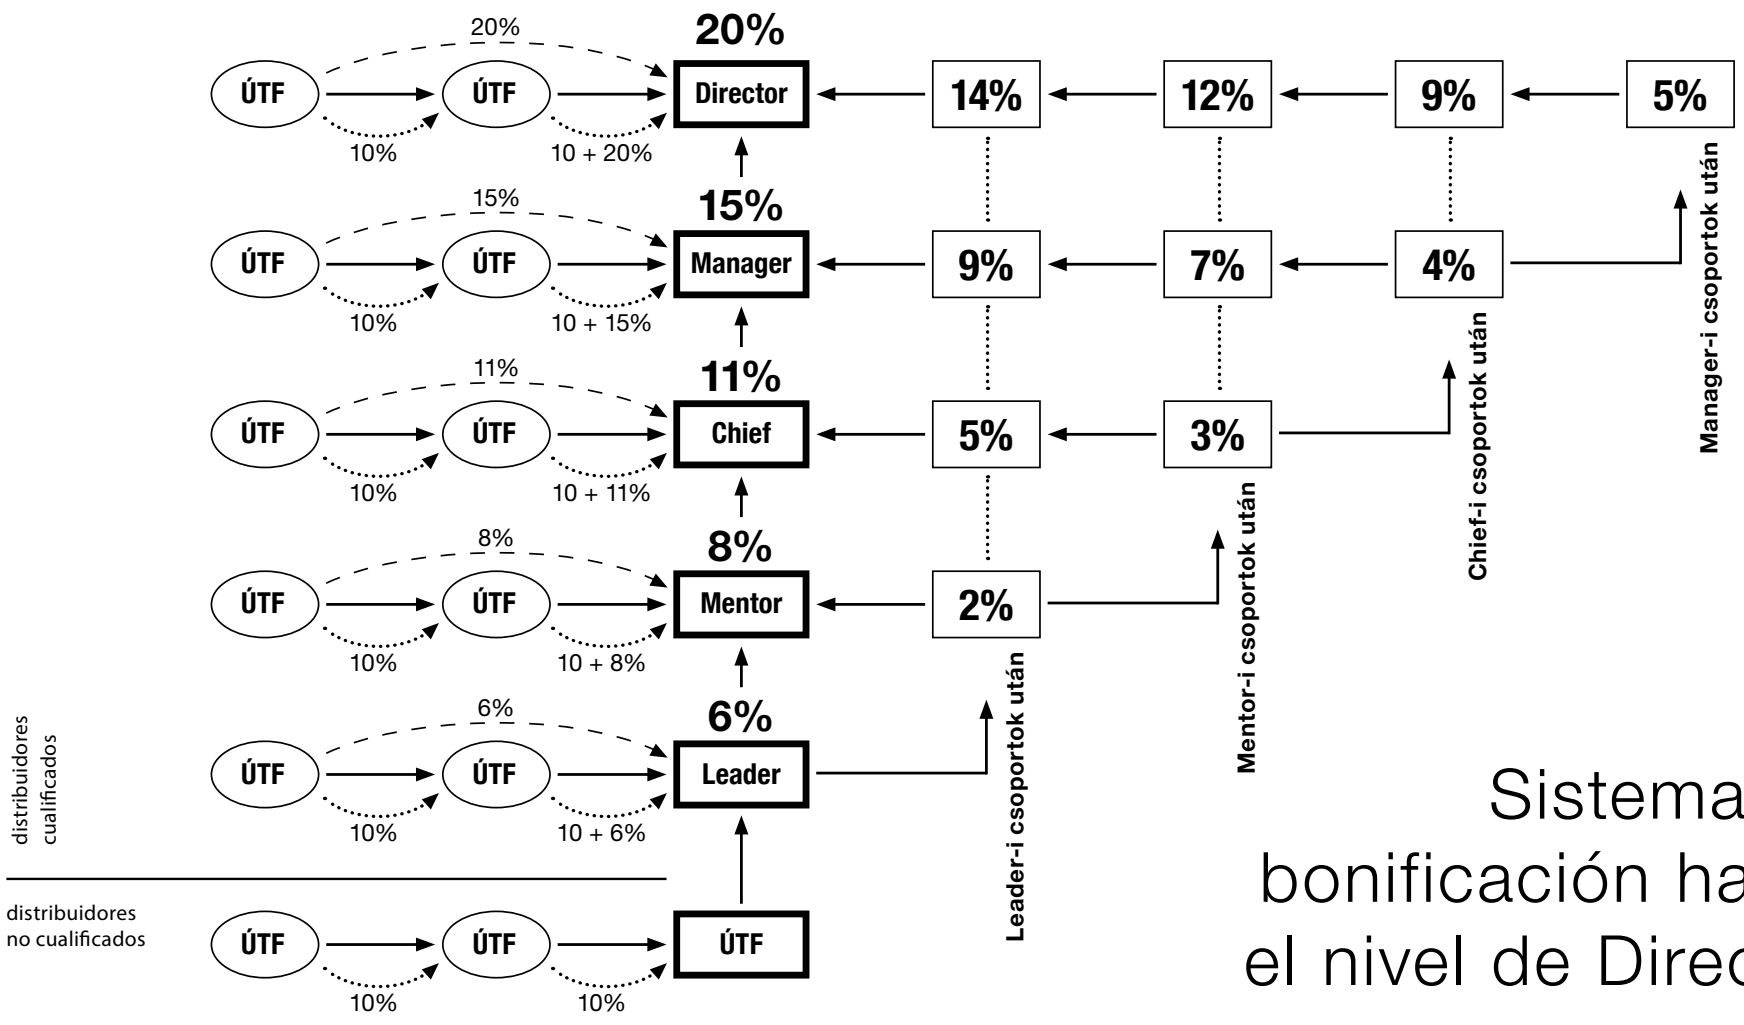 20%
20%
ÚTF
ÚTF
Director
14%
12%
9%
5%
10%
10 + 20%
15%
15%
ÚTF
ÚTF
Manager
9%
7%
4%
Manager-i csoportok után
10%
10 + 15%
11%
11%
ÚTF
ÚTF
Chief
5%
3%
Chief-i csoportok után
10%
10 + 11%
8%
8%
ÚTF
ÚTF
Mentor
2%
Mentor-i csoportok után
10%
10 + 8%
6%
6%
distribuidores
cualificados
ÚTF
ÚTF
Leader
Leader-i csoportok után
10%
10 + 6%
distribuidores
no cualificados
ÚTF
ÚTF
ÚTF
10%
10%
Sistema
bonificación ha
el nivel de Direc